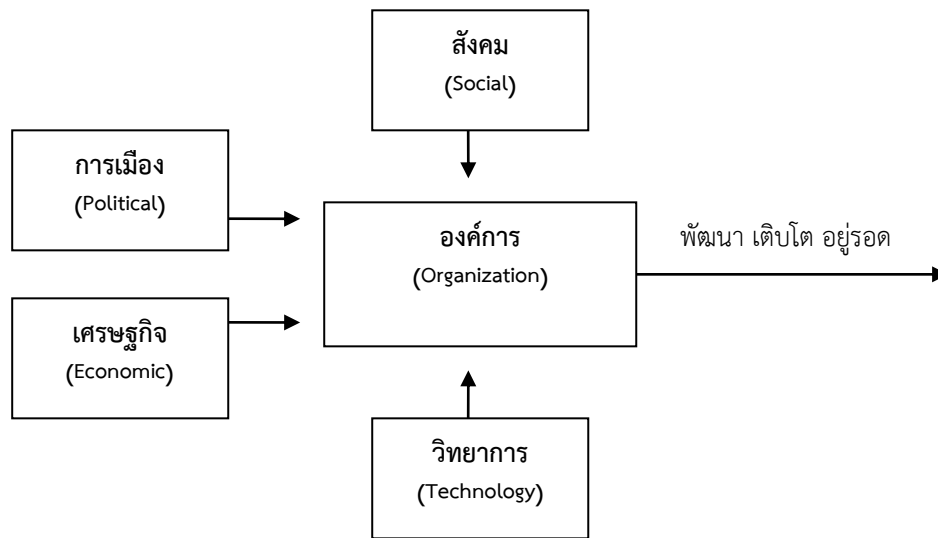 สังคม
(Social)
การเมือง
(Political)
องค์การ
(Organization)
พัฒนา เติบโต อยู่รอด
เศรษฐกิจ
(Economic)
วิทยาการ
(Technology)